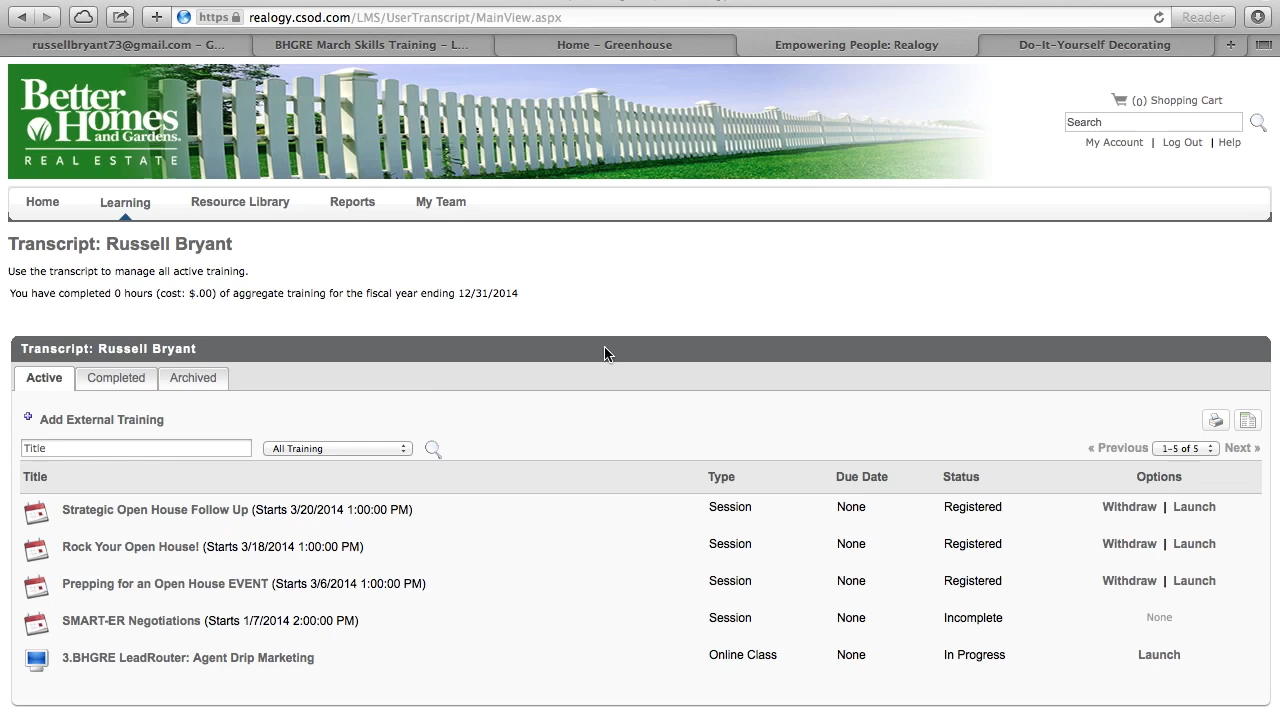 https realogy.csod.com/LMS/UserTranscript/MainView.aspx Reader
russellbryant73@gmail.com – G... BHGRE March Skills Training – L... Home – Greenhouse Empowering People: Realogy Do-It-Yourself Decorating
Better
Homes
and Gardens.
REAL ESTATE
(0) Shopping Cart
Search
My Account | Log Out | Help
Home Learning Resource Library Reports My Team
Transcript: Russell Bryant
Use the transcript to manage all active training.
You have completed 0 hours (cost: $.00) of aggregate training for the fiscal year ending 12/31/2014
Transcript: Russell Bryant
Active Completed Archived
Add External Training
Title All Training « Previous 1-5 of 5 Next »
Title Type Due Date Status Options
Strategic Open House Follow Up (Starts 3/20/2014 1:00:00 PM) Session None Registered Withdraw | Launch
Rock Your Open House! (Starts 3/18/2014 1:00:00 PM) Session None Registered Withdraw | Launch
Prepping for an Open House EVENT (Starts 3/6/2014 1:00:00 PM) Session None Registered Withdraw | Launch
SMART-ER Negotiations (Starts 1/7/2014 2:00:00 PM) Session None Incomplete None
3.BHGRE LeadRouter: Agent Drip Marketing Online Class None In Progress Launch